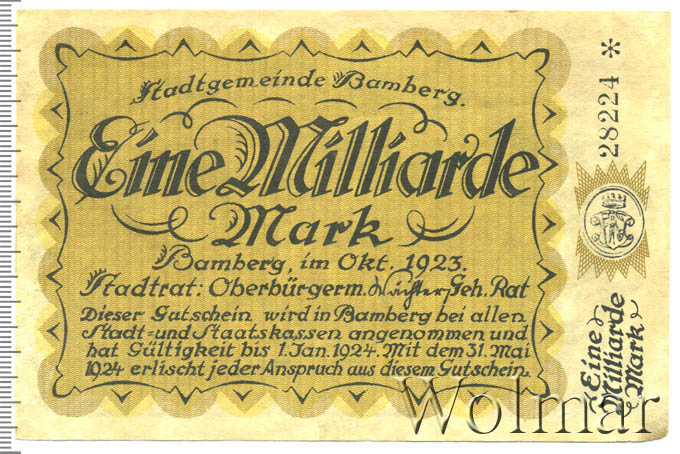 Stadtgemeinde Bamberg.
Eine Milliarde
Mark
Bamberg, im Okt. 1923.
Stadtrat: Oberbürgerm. Wächter Geh. Rat
Dieser Gutschein wird in Bamberg bei allen
Stadt- und Staatskassen angenommen und
hat Gültigkeit bis 1. Jan. 1924. Mit dem 31. Mai
1924 erlischt jeder Anspruch aus diesem Gutschein.
28224 *
Eine
Milliarde
Mark
Wolmar